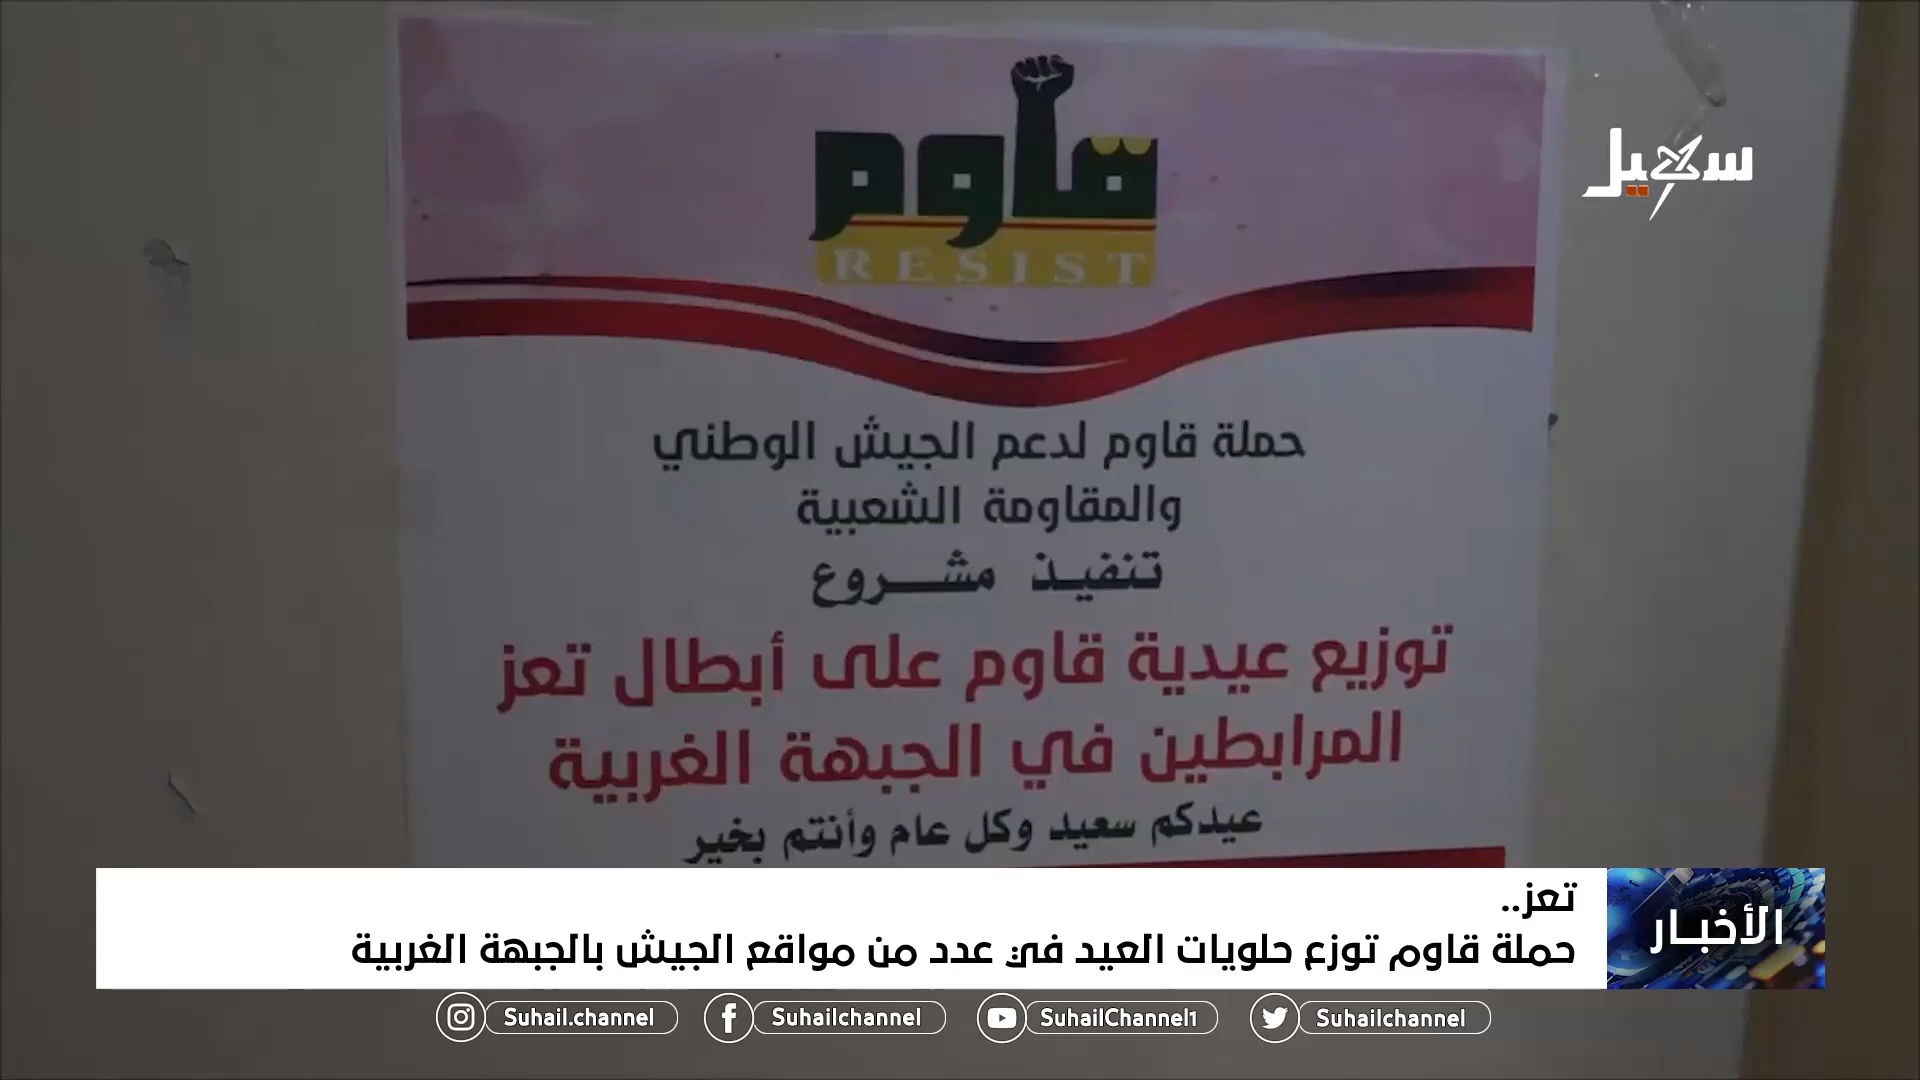 قاوم
RESIST
سهيل
حملة قاوم لدعم الجيش الوطني
والمقاومة الشعبية
تنفيذ مشروع
توزيع عيدية قاوم على أبطال تعز
المرابطين في الجبهة الغربية
عيدكم سعيد وكل عام وأنتم بخير
الأخبار
تعز..
حملة قاوم توزع حلويات العيد في عدد من مواقع الجيش بالجبهة الغربية
Suhail.channel
Suhailchannel
SuhailChannel1
Suhailchannel